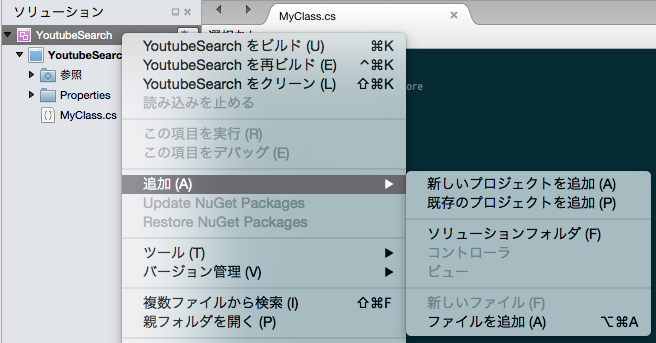 ソリューション
MyClass.cs
YoutubeSearch
YoutubeSearc
参照
Properties
MyClass.cs
YoutubeSearch をビルド (U) ⌘K
YoutubeSearch を再ビルド (E) ^⌘K
YoutubeSearch をクリーン (L) ⇧⌘K
読み込みを止める
この項目を実行 (R)
この項目をデバッグ (E)
追加 (A)
Update NuGet Packages
Restore NuGet Packages
ツール (T)
バージョン管理 (V)
複数ファイルから検索 (I) ⇧⌘F
親フォルダを開く (P)
ore
新しいプロジェクトを追加 (A)
既存のプロジェクトを追加 (P)
ソリューションフォルダ (F)
コントローラ
ビュー
新しいファイル (F)
ファイルを追加 (A) ⌥⌘A